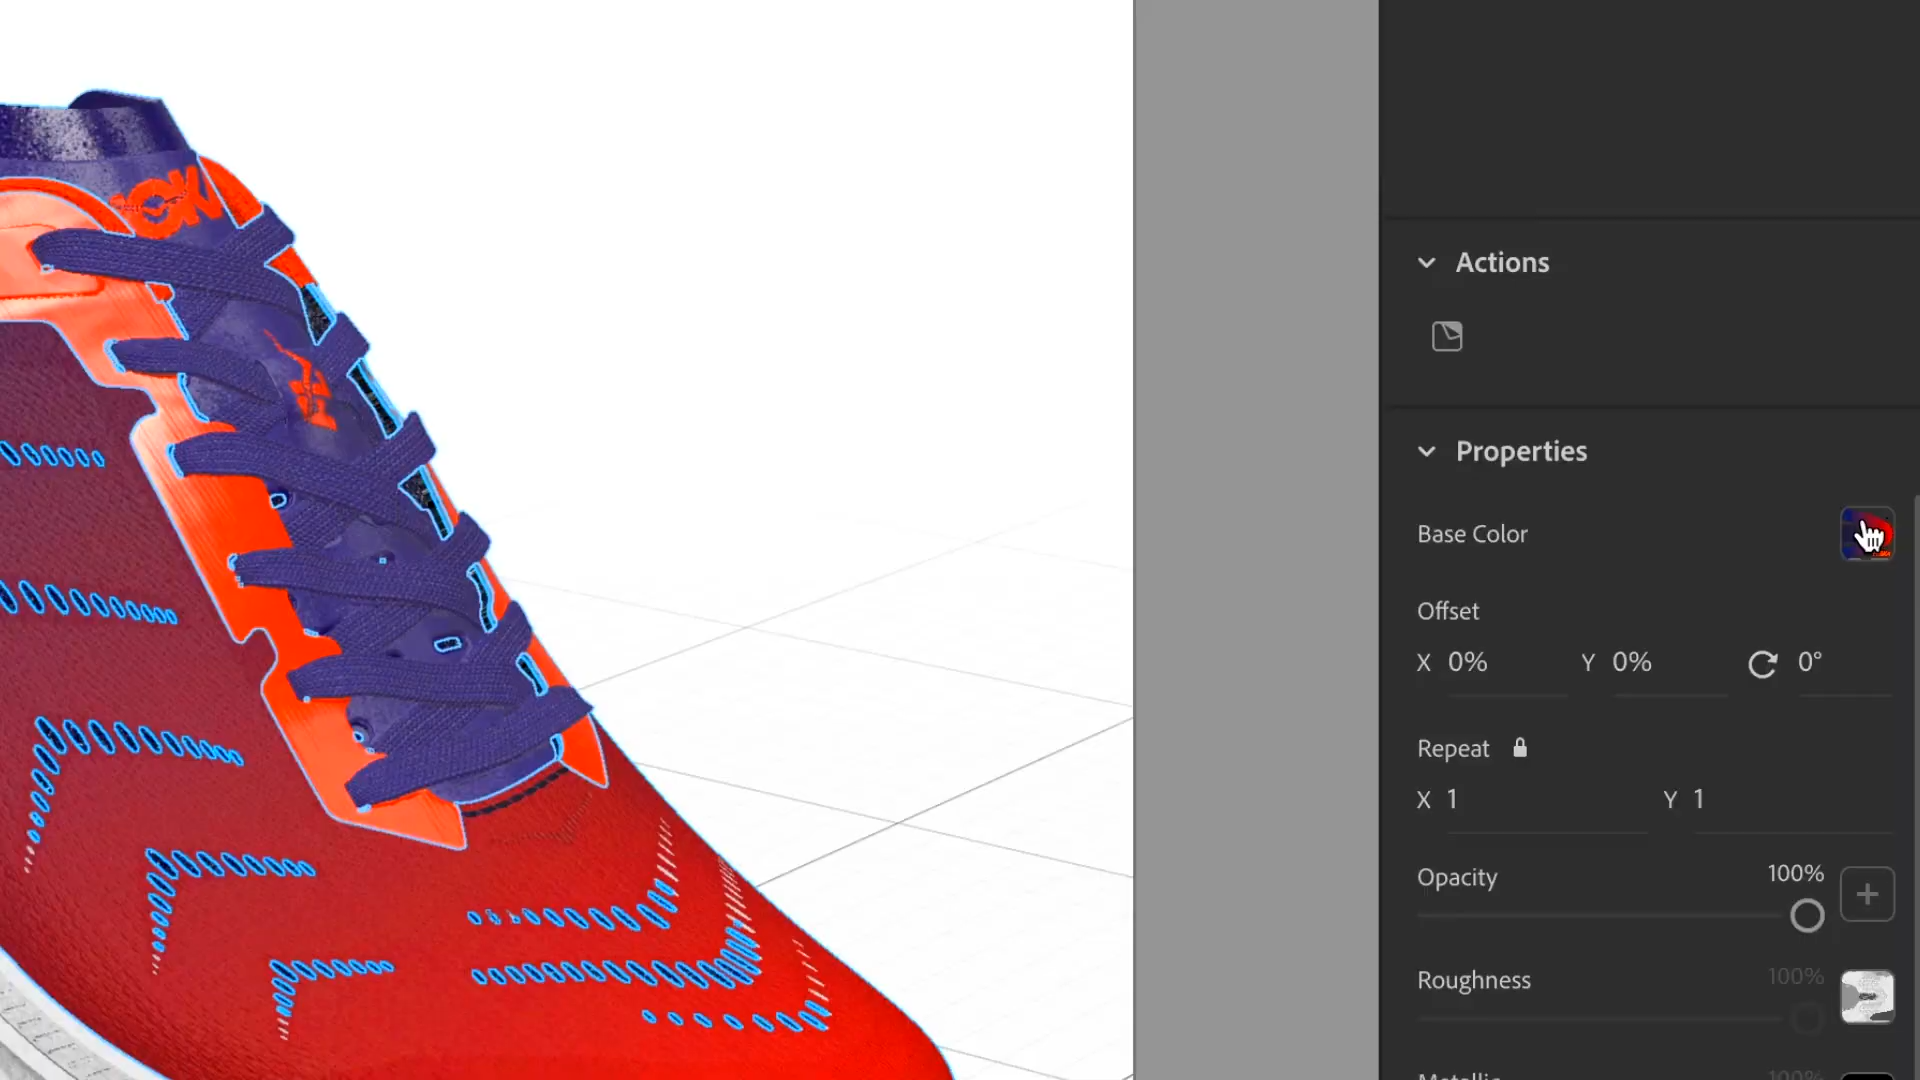 Actions
Properties
Base Color
Offset
X 0% Y 0% 0°
Repeat
X 1 Y 1
Opacity 100%
Roughness 100%